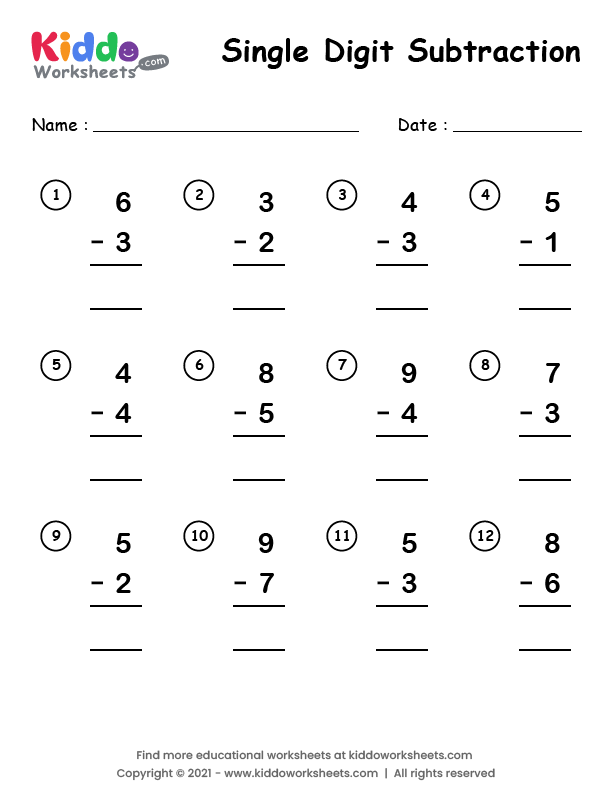 Kiddo
Worksheets
.com
Single Digit Subtraction
Name :
Date :
1 2 3 4
6 3 4 5
- 3 - 2 - 3 - 1
5 6 7 8
4 8 9 7
- 4 - 5 - 4 - 3
9 10 11 12
5 9 5 8
- 2 - 7 - 3 - 6
Find more educational worksheets at kiddoworksheets.com
Copyright © 2021 - www.kiddoworksheets.com | All rights reserved